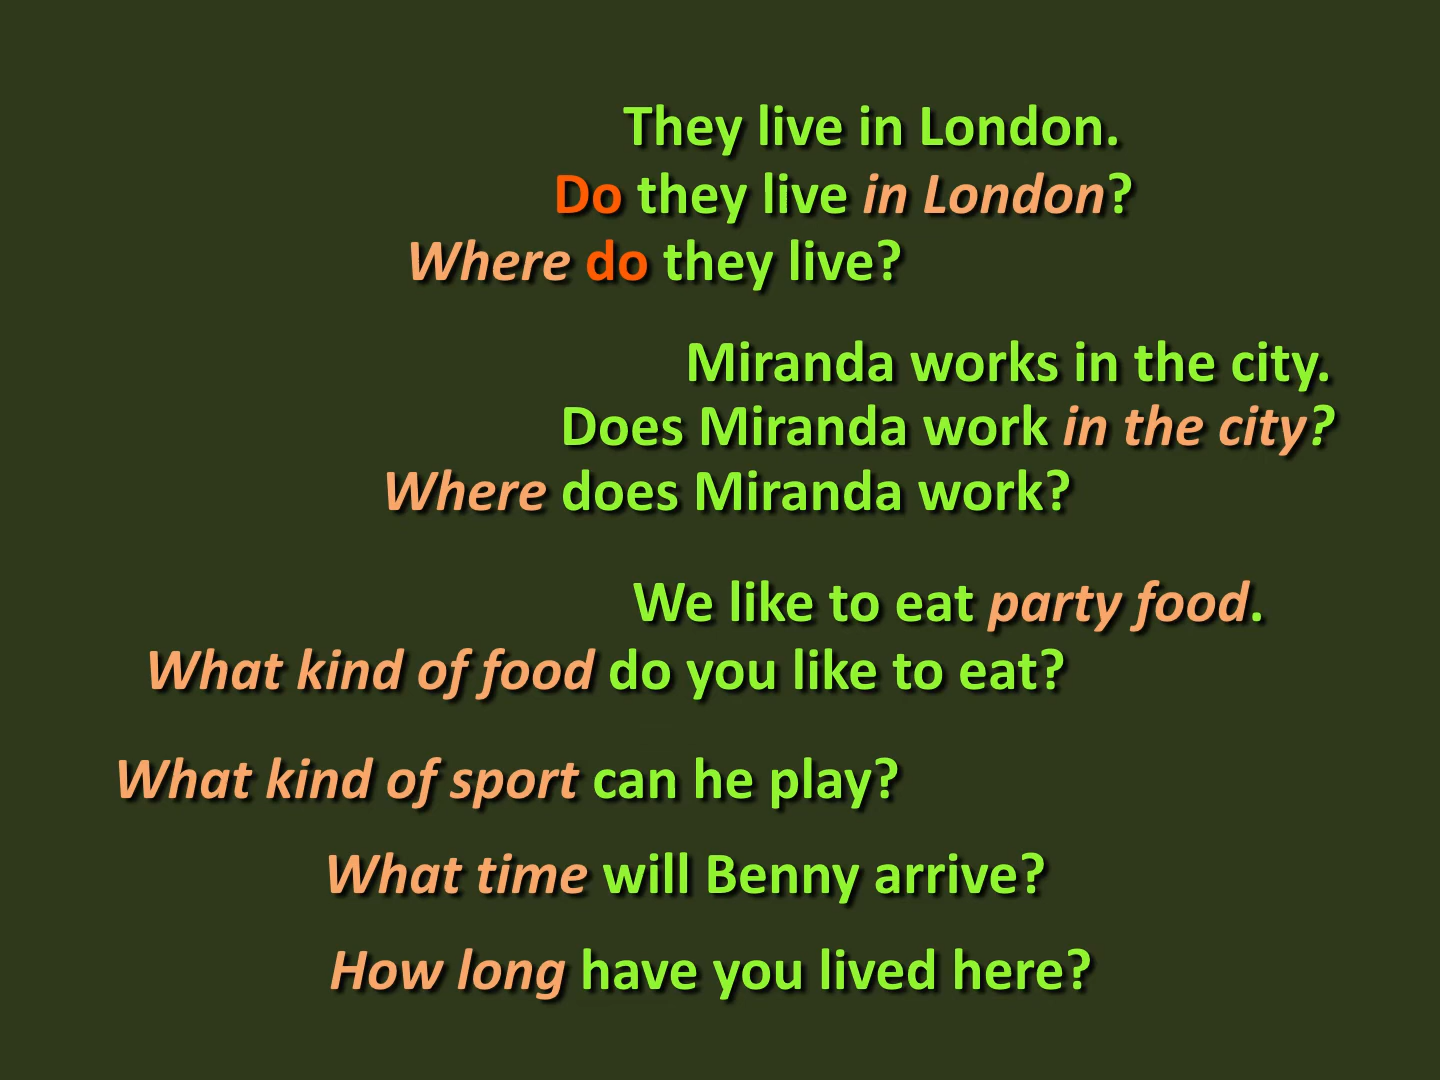 They live in London.
Do they live in London?
Where do they live?
Miranda works in the city.
Does Miranda work in the city?
Where does Miranda work?
We like to eat party food.
What kind of food do you like to eat?
What kind of sport can he play?
What time will Benny arrive?
How long have you lived here?